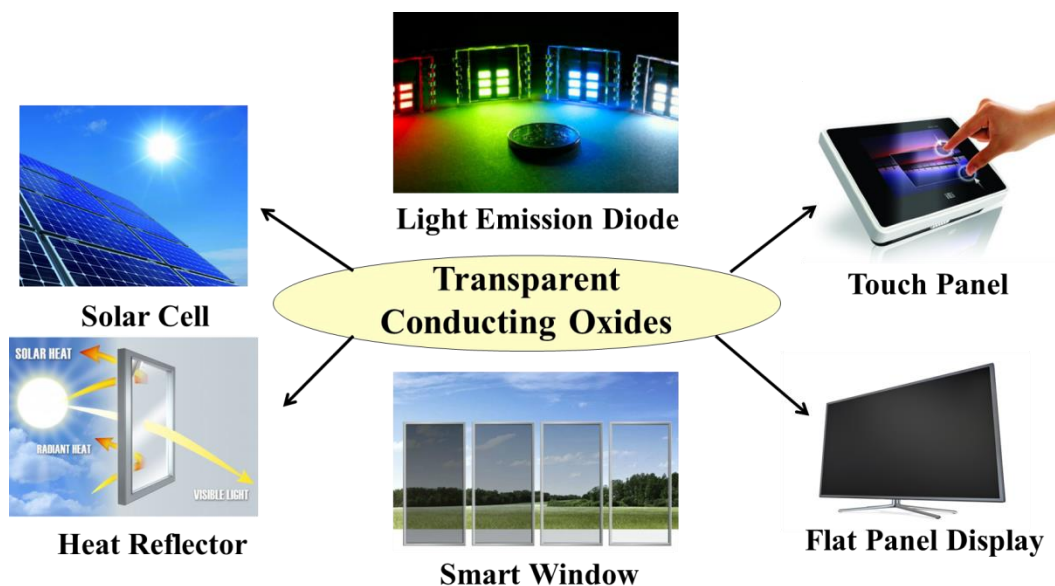 Light Emission Diode
Solar Cell
Transparent
Conducting Oxides
Touch Panel
SOLAR HEAT
RADIANT HEAT
VISIBLE LIGHT
Heat Reflector
Smart Window
Flat Panel Display